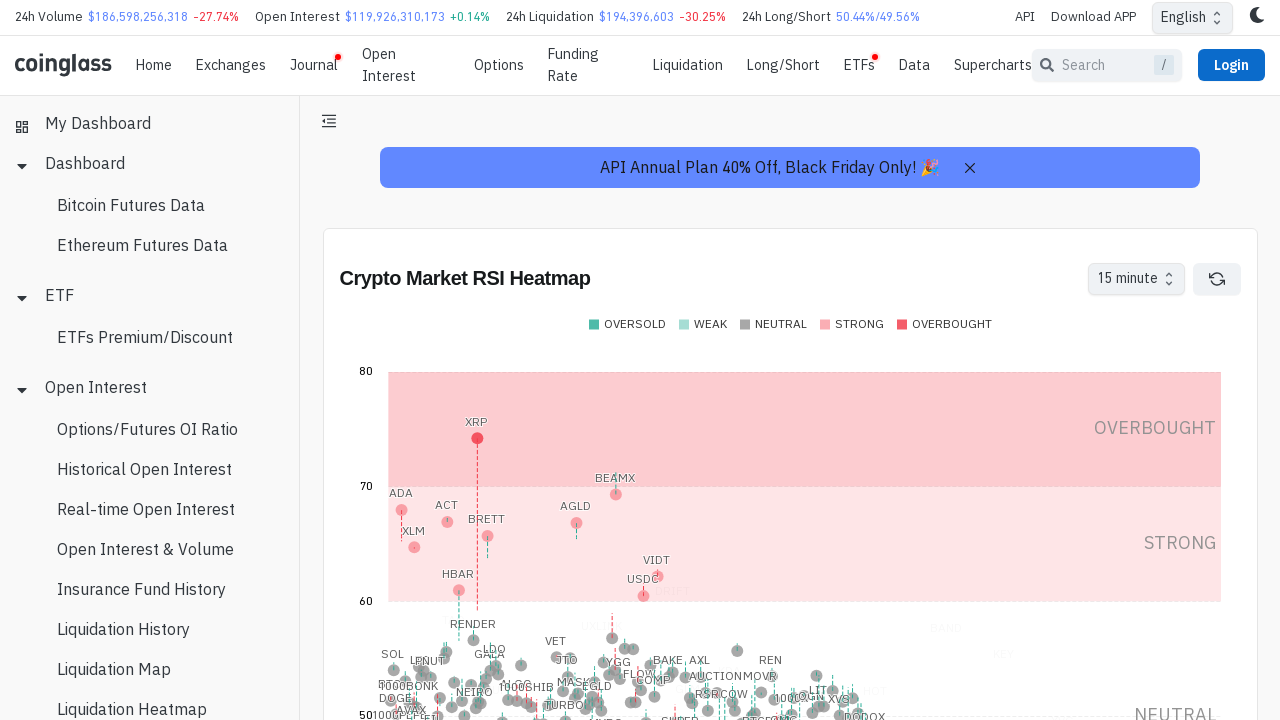 24h Volume $186,598,256,318 -27.74% Open Interest $119,926,310,173 +0.14% 24h Liquidation $194,396,603 -30.25% 24h Long/Short 50.44%/49.56% API Download APP English
coinglass Home Exchanges Journal Open Interest Options Funding Rate Liquidation Long/Short ETFs Data Supercharts Search / Login
My Dashboard
Dashboard
Bitcoin Futures Data
Ethereum Futures Data
ETF
ETFs Premium/Discount
Open Interest
Options/Futures OI Ratio
Historical Open Interest
Real-time Open Interest
Open Interest & Volume
Insurance Fund History
Liquidation History
Liquidation Map
Liquidation Heatmap
API Annual Plan 40% Off, Black Friday Only! 🎉
Crypto Market RSI Heatmap
15 minute
OVERSOLD WEAK NEUTRAL STRONG OVERBOUGHT
80
XRP
OVERBOUGHT
BEAMX
70
ADA
ACT
AGLD
BRETT
XLM
STRONG
VIDT
HBAR
USDC
60
RENDER
VET
SOL
LDO
GALA
PNUT
JTO
YGG
BAKE
AXL
REN
FLOW
COMP
AUCTION
MOVR
1000BONK
1000SHIB
MASK
EGLD
NEIRO
RSR
COW
DOGE
LIT
XVG
AVAX
TURBO
50
SUPER
DODOX
NEUTRAL